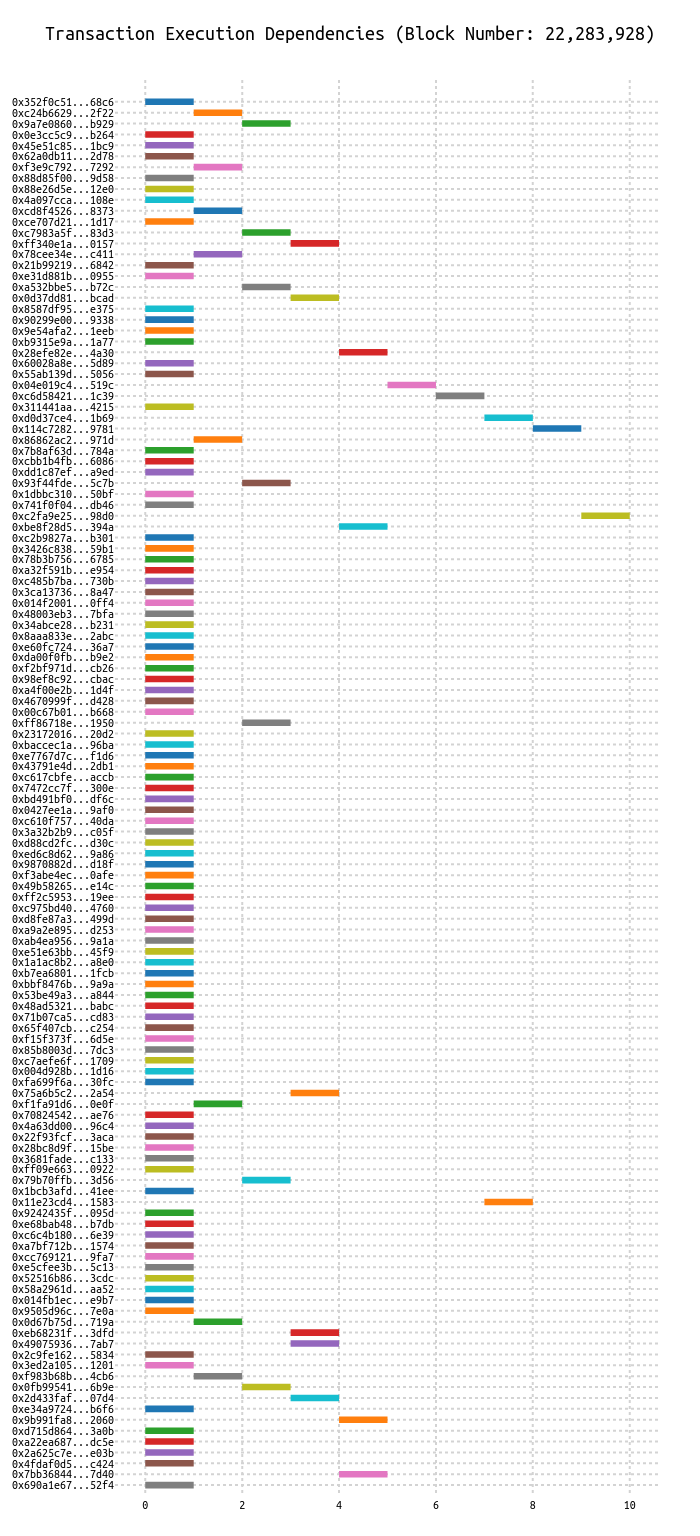 Transaction Execution Dependencies (Block Number: 22,283,928)
0x352f0c51...68c6
0xc24b6629...2f22
0x9a7e0860...b929
0x0e3cc5c9...b264
0x45e51c85...1bc9
0x62a0db11...2d78
0xf3e9c792...7292
0x88d85f00...9d58
0x88e26d5e...12e0
0x4a097cca...108e
0xcd8f4526...8373
0xce707d21...1d17
0xc7983a5f...83d3
0xff340e1a...0157
0x78cee34e...c411
0x21b99219...6842
0xe31d881b...0955
0xa532bbe5...b72c
0x0d37dd81...bcad
0x8587df95...e375
0x90299e00...9338
0x9e54afa2...1eeb
0xb9315e9a...1a77
0x28efe82e...4a30
0x60028a8e...5d89
0x55ab139d...5056
0x04e019c4...519c
0xc6d58421...1c39
0x311441aa...4215
0xd0d37ce4...1b69
0x114c7282...9781
0x86862ac2...971d
0x7b8af63d...784a
0xcbb1b4fb...6086
0xdd1c87ef...a9ed
0x93f44fde...5c7b
0x1dbbc310...50bf
0x741f0f04...db46
0xc2fa9e25...98d0
0xbe8f28d5...394a
0xc2b9827a...b301
0x3426c838...59b1
0x78b3b756...6785
0xa32f591b...e954
0xc485b7ba...730b
0x3ca13736...8a47
0x014f2001...0ff4
0x48003eb3...7bfa
0x34abce28...b231
0x8aaa833e...2abc
0xe60fc724...36a7
0xda00f0fb...b9e2
0xf2bf971d...cb26
0x98ef8c92...cbac
0xa4f00e2b...1d4f
0x4670999f...d428
0x00c67b01...b668
0xff86718e...1950
0x23172016...20d2
0xbaccec1a...96ba
0xe7767d7c...f1d6
0x43791e4d...2db1
0xc617cbfe...accb
0x7472cc7f...300e
0xbd491bf0...df6c
0x0427ee1a...9af0
0xc610f757...40da
0x3a32b2b9...c05f
0xd88cd2fc...d30c
0xed6c8d62...9a86
0x9870882d...d18f
0xf3abe4ec...0afe
0x49b58265...e14c
0xff2c5953...19ee
0xc975bd40...4760
0xd8fe87a3...499d
0xa9a2e895...d253
0xab4ea956...9a1a
0xe51e63bb...45f9
0x1a1ac8b2...a8e0
0xb7ea6801...1fcb
0xbbf8476b...9a9a
0x53be49a3...a844
0x48ad5321...babc
0x71b07ca5...cd83
0x65f407cb...c254
0xf15f373f...6d5e
0x85b8003d...7dc3
0xc7aefe6f...1709
0x004d928b...1d16
0xfa699f6a...30fc
0x75a6b5c2...2a54
0xf1fa91d6...0e0f
0x70824542...ae76
0x4a63dd00...96c4
0x22f93fcf...3aca
0x28bc8d9f...15be
0x3681fade...c133
0xff09e663...0922
0x79b70ffb...3d56
0x1bcb3afd...41ee
0x11e23cd4...1583
0x9242435f...095d
0xe68bab48...b7db
0xc6c4b180...6e39
0xa7bf712b...1574
0xcc769121...9fa7
0xe5cfee3b...5c13
0x52516b86...3cdc
0x58a2961d...aa52
0x014fb1ec...e9b7
0x9505d96c...7e0a
0x0d67b75d...719a
0xeb68231f...3dfd
0x49075936...7ab7
0x2c9fe162...5834
0x3ed2a105...1201
0xf983b68b...4cb6
0x0fb99541...6b9e
0x2d433faf...07d4
0xe34a9724...b6f6
0x9b991fa8...2060
0xd715d864...3a0b
0xa22ea687...dc5e
0x2a625c7e...e03b
0x4fdaf0d5...c424
0x7bb36844...7d40
0x690a1e67...52f4
0 2 4 6 8 10